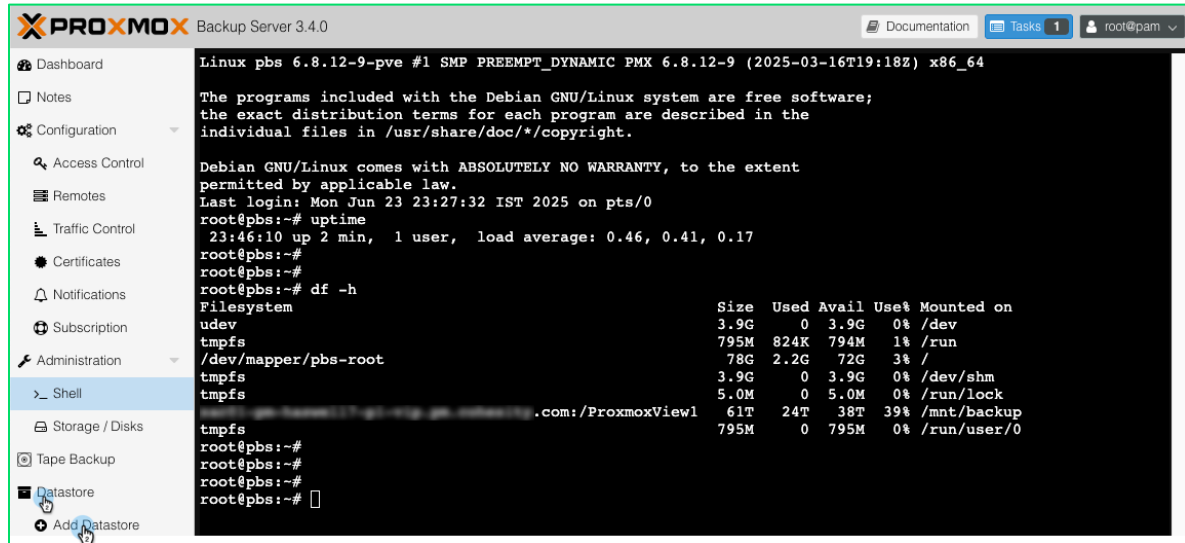 PROXMOX Backup Server 3.4.0
Documentation
Tasks 1
root@pam
Dashboard
Notes
Configuration
Access Control
Remotes
Traffic Control
Certificates
Notifications
Subscription
Administration
>_ Shell
Storage / Disks
Tape Backup
Datastore
Add Datastore
Linux pbs 6.8.12-9-pve #1 SMP PREEMPT_DYNAMIC PMX 6.8.12-9 (2025-03-16T19:18Z) x86_64
The programs included with the Debian GNU/Linux system are free software;
the exact distribution terms for each program are described in the
individual files in /usr/share/doc/*/copyright.
Debian GNU/Linux comes with ABSOLUTELY NO WARRANTY, to the extent
permitted by applicable law.
Last login: Mon Jun 23 23:27:32 IST 2025 on pts/0
root@pbs:~# uptime
23:46:10 up 2 min, 1 user, load average: 0.46, 0.41, 0.17
root@pbs:~#
root@pbs:~#
root@pbs:~# df -h
Filesystem Size Used Avail Use% Mounted on
udev 3.9G 0 3.9G 0% /dev
tmpfs 795M 824K 794M 1% /run
/dev/mapper/pbs-root 78G 2.2G 72G 3% /
tmpfs 3.9G 0 3.9G 0% /dev/shm
tmpfs 5.0M 0 5.0M 0% /run/lock
.com:/ProxmoxView1 61T 24T 38T 39% /mnt/backup
tmpfs 795M 0 795M 0% /run/user/0
root@pbs:~#
root@pbs:~#
root@pbs:~#
root@pbs:~#